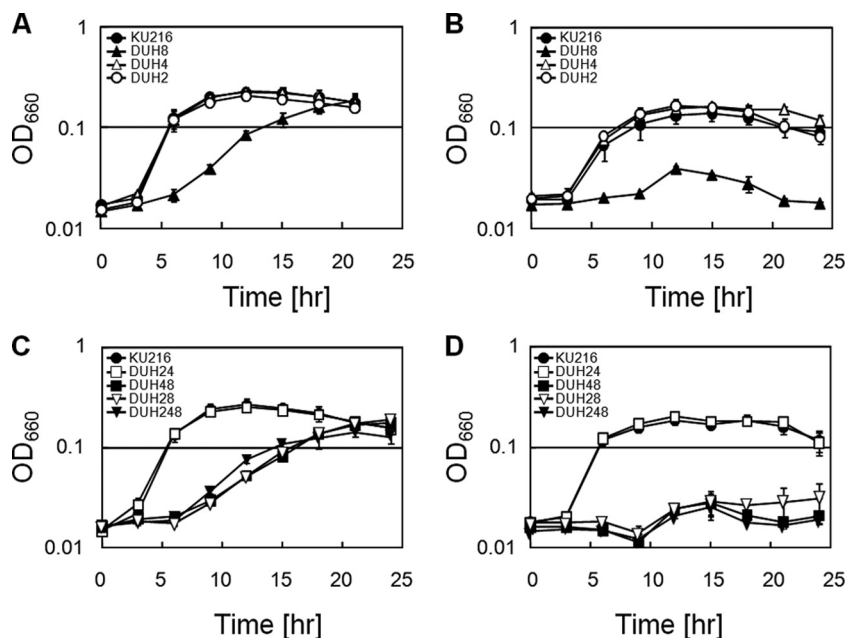 A
1
KU216
DUH8
DUH4
DUH2
OD660
0.1
0.01
0 5 10 15 20 25
Time [hr]
B
1
KU216
DUH8
DUH4
DUH2
OD660
0.1
0.01
0 5 10 15 20 25
Time [hr]
C
1
KU216
DUH24
DUH48
DUH28
DUH248
OD660
0.1
0.01
0 5 10 15 20 25
Time [hr]
D
1
KU216
DUH24
DUH48
DUH28
DUH248
OD660
0.1
0.01
0 5 10 15 20 25
Time [hr]